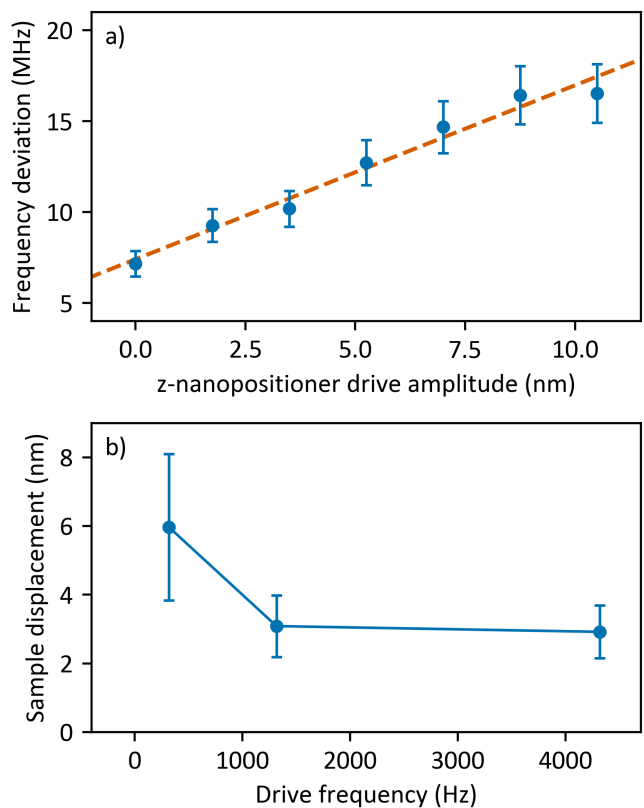 a)
Frequency deviation (MHz)
20
15
10
5
0.0 2.5 5.0 7.5 10.0
z-nanopositioner drive amplitude (nm)
b)
Sample displacement (nm)
8
6
4
2
0
0 1000 2000 3000 4000
Drive frequency (Hz)